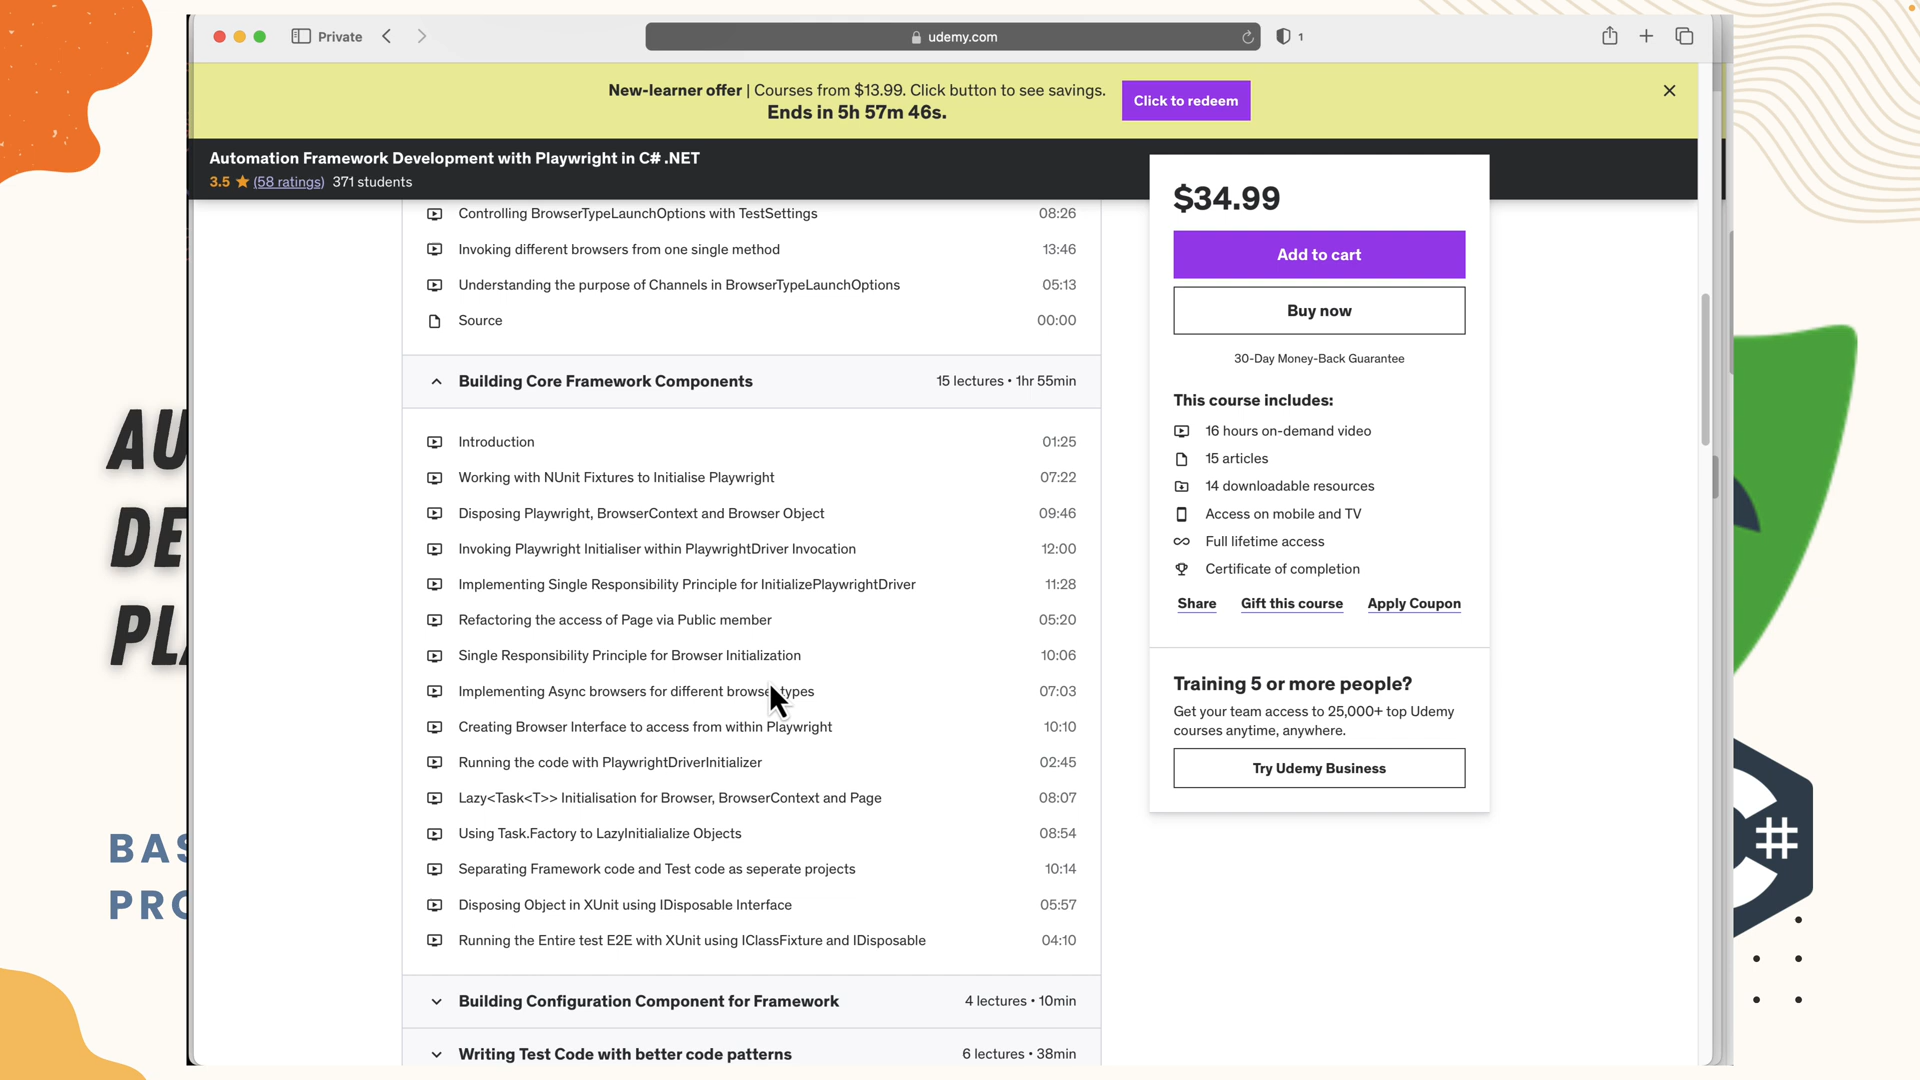 Private
udemy.com
1
New-learner offer | Courses from $13.99. Click button to see savings.
Ends in 5h 57m 46s.
Click to redeem
Automation Framework Development with Playwright in C# .NET
3.5 (58 ratings) 371 students
Controlling BrowserTypeLaunchOptions with TestSettings 08:26
Invoking different browsers from one single method 13:46
Understanding the purpose of Channels in BrowserTypeLaunchOptions 05:13
Source 00:00
Building Core Framework Components 15 lectures • 1hr 55min
Introduction 01:25
Working with NUnit Fixtures to Initialise Playwright 07:22
Disposing Playwright, BrowserContext and Browser Object 09:46
Invoking Playwright Initialiser within PlaywrightDriver Invocation 12:00
Implementing Single Responsibility Principle for InitializePlaywrightDriver 11:28
Refactoring the access of Page via Public member 05:20
Single Responsibility Principle for Browser Initialization 10:06
Implementing Async browsers for different browser types 07:03
Creating Browser Interface to access from within Playwright 10:10
Running the code with PlaywrightDriverInitializer 02:45
Lazy<Task<T>> Initialisation for Browser, BrowserContext and Page 08:07
Using Task.Factory to LazyInitialialize Objects 08:54
Separating Framework code and Test code as seperate projects 10:14
Disposing Object in XUnit using IDisposable Interface 05:57
Running the Entire test E2E with XUnit using IClassFixture and IDisposable 04:10
Building Configuration Component for Framework 4 lectures • 10min
Writing Test Code with better code patterns 6 lectures • 38min
$34.99
Add to cart
Buy now
30-Day Money-Back Guarantee
This course includes:
16 hours on-demand video
15 articles
14 downloadable resources
Access on mobile and TV
Full lifetime access
Certificate of completion
Share Gift this course Apply Coupon
Training 5 or more people?
Get your team access to 25,000+ top Udemy
courses anytime, anywhere.
Try Udemy Business
AU
DE
PL
BAS
PRO
#